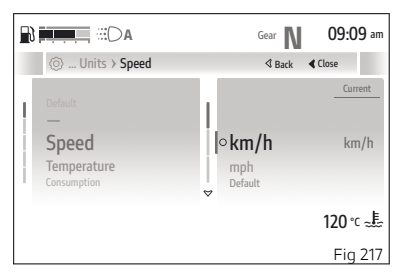 A Gear N 09:09 am
... Units > Speed ◁ Back ◀ Close
Current
Default
—
Speed
km/h km/h
Temperature
mph
Consumption
Default
120 °C
Fig 217